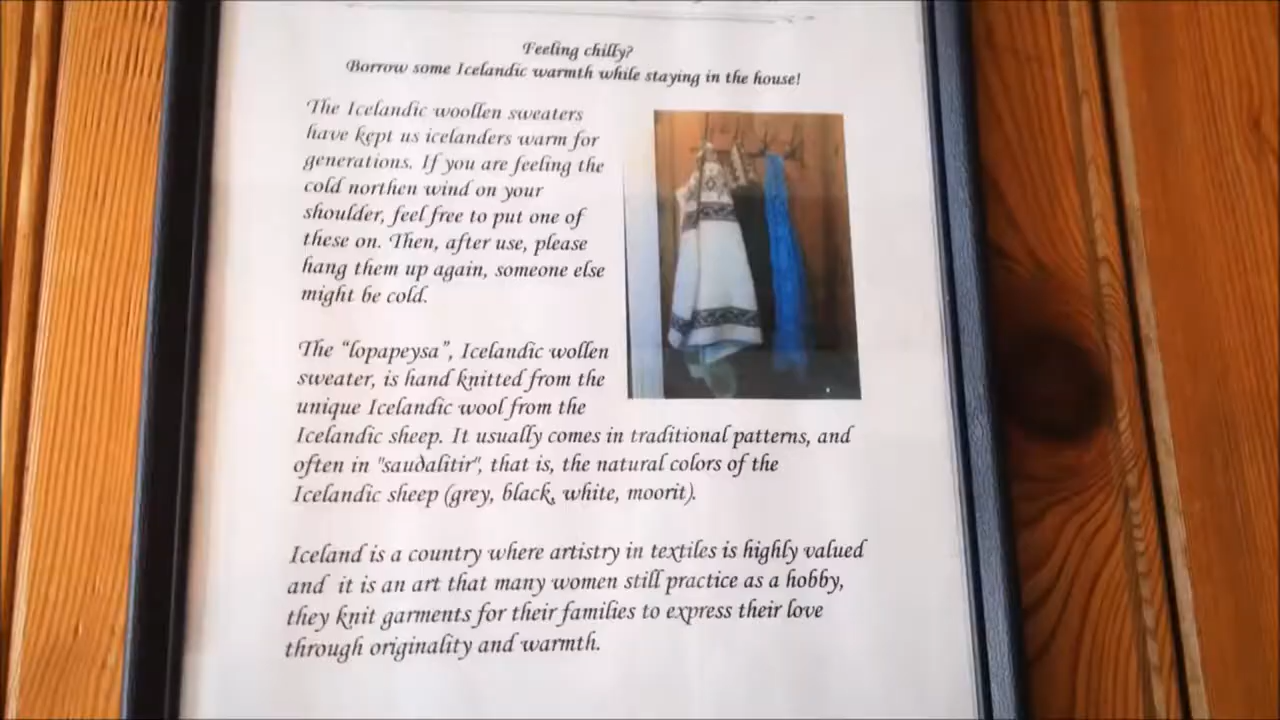 Feeling chilly?
Borrow some Icelandic warmth while staying in the house!
The Icelandic woollen sweaters
have kept us icelanders warm for
generations. If you are feeling the
cold northen wind on your
shoulder, feel free to put one of
these on. Then, after use, please
hang them up again, someone else
might be cold.
The "lopapeysa", Icelandic wollen
sweater, is hand knitted from the
unique Icelandic wool from the
Icelandic sheep. It usually comes in traditional patterns, and
often in "sauðalitir", that is, the natural colors of the
Icelandic sheep (grey, black, white, moorit).
Iceland is a country where artistry in textiles is highly valued
and it is an art that many women still practice as a hobby,
they knit garments for their families to express their love
through originality and warmth.